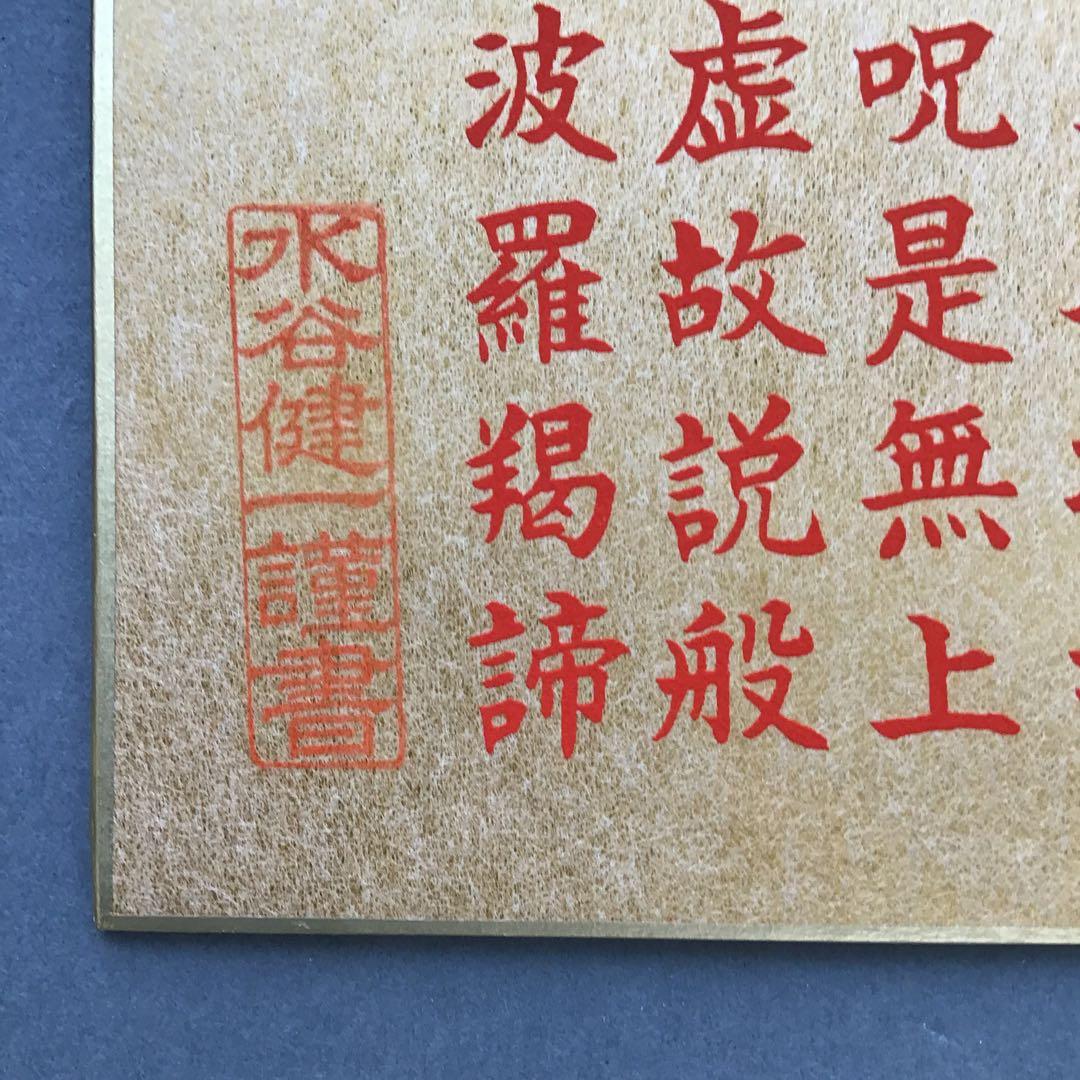 呪是無上
虚故説般
波羅羯諦
水谷健一謹書